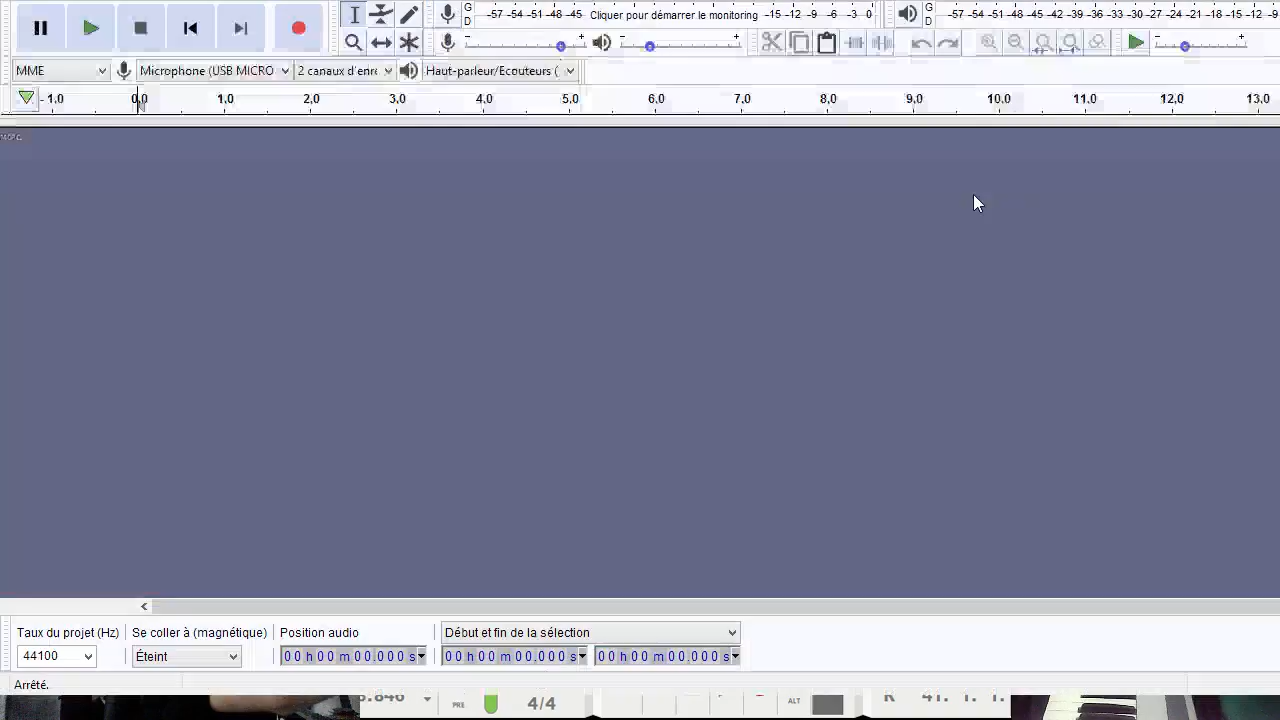 G
D
-57 -54 -51 -48 -45 Cliquer pour démarrer le monitoring -15 -12 -9 -6 -3 0
G
D
-57 -54 -51 -48 -45 -42 -39 -36 -33 -30 -27 -24 -21 -18 -15 -12 -9
MME
Microphone (USB MICRO
2 canaux d'enre
Haut-parleur/Ecouteurs (
- 1,0 0,0 1,0 2,0 3,0 4,0 5,0 6,0 7,0 8,0 9,0 10,0 11,0 12,0 13,0
Taux du projet (Hz) Se coller à (magnétique) Position audio Début et fin de la sélection
44100 Éteint 00 h 00 m 00.000 s 00 h 00 m 00.000 s 00 h 00 m 00.000 s
Arrêté.
PRE 4/4 ALT R 41. 1. 1.